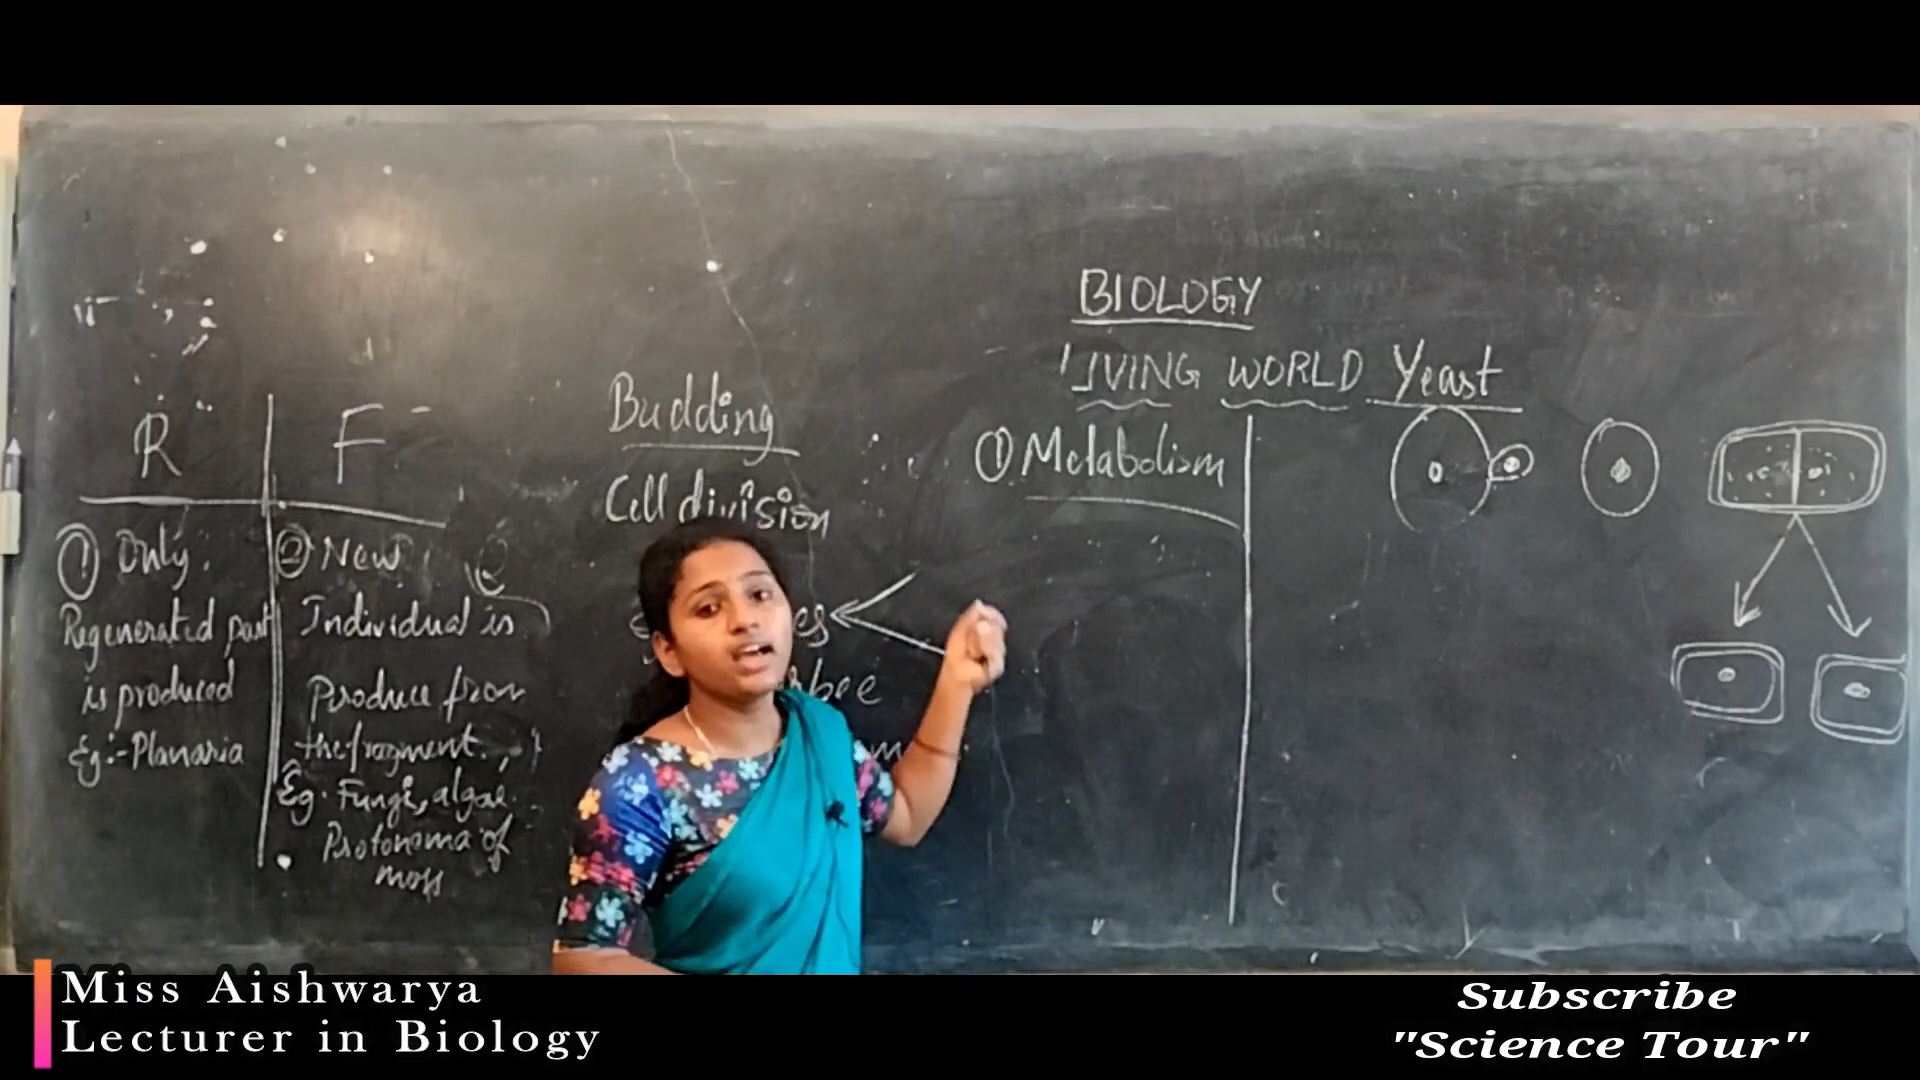 BIOLOGY
LIVING WORLD Yeast
R
F
① Only
Regenerated part
is produced
Eg:- Planaria
② New
Individual is
Produce from
the fragment.
Eg. Fungi, algae.
Protonema of
moss
Budding
Cell division
① Metabolism
Miss Aishwarya
Lecturer in Biology
Subscribe
"Science Tour"